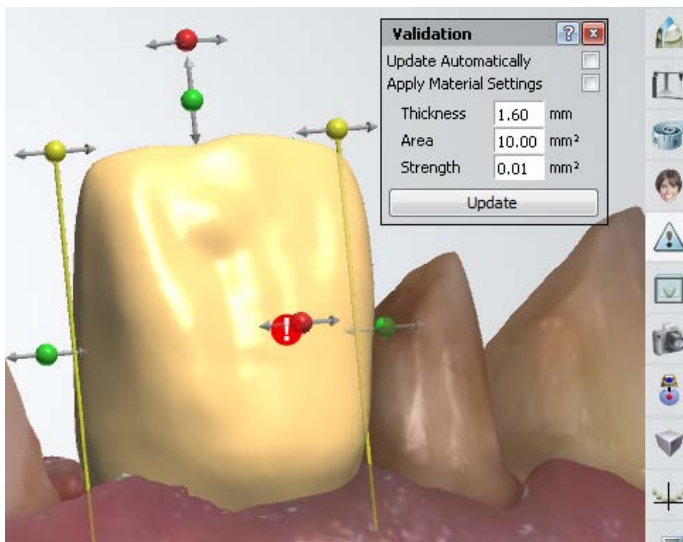 Validation ?
Update Automatically
Apply Material Settings
Thickness 1.60 mm
Area 10.00 mm²
Strength 0.01 mm²
Update
!